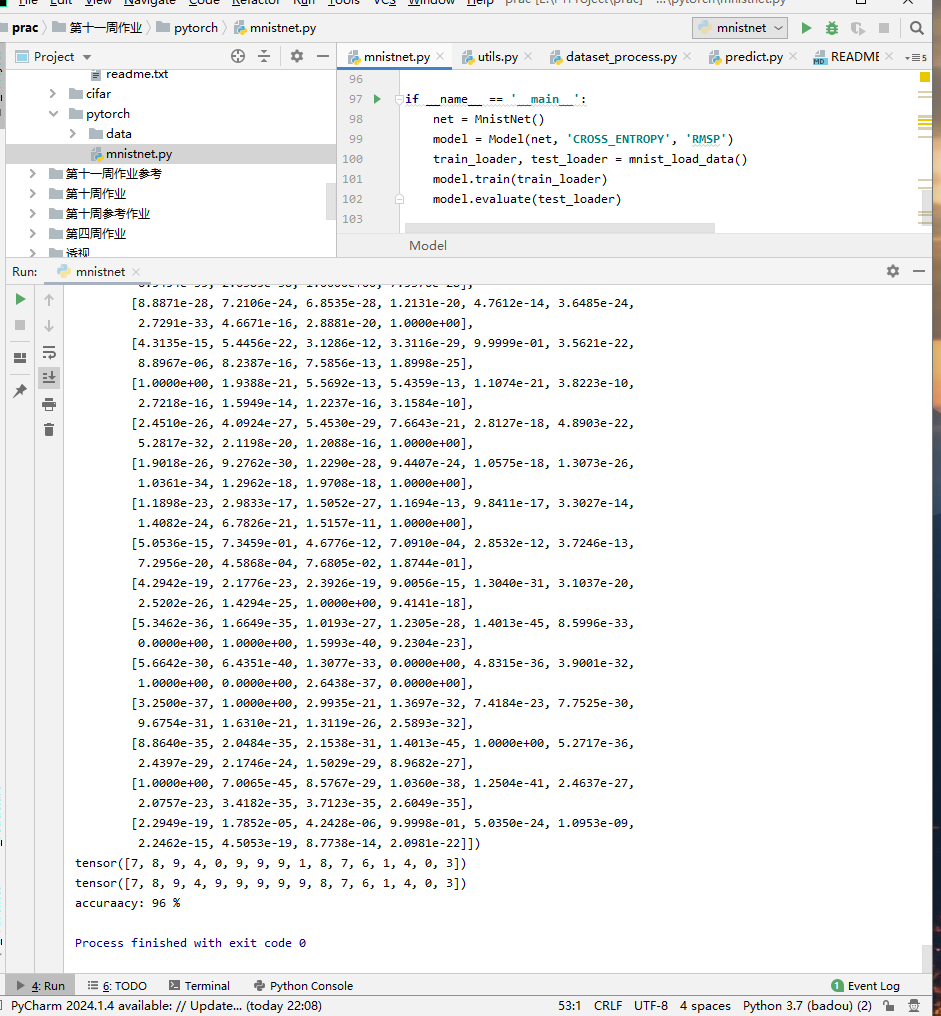 File Edit View Navigate Code Refactor Run Tools VCS Window Help prac [E:\PTProject\prac] - ...\pytorch\mnistnet.py
prac 第十一周作业 pytorch mnistnet.py mnistnet
Project mnistnet.py utils.py dataset_process.py predict.py README 5
readme.txt
cifar
pytorch
data
mnistnet.py
第十一周作业参考
第十周作业
第十周参考作业
第四周作业
透视
96
97 if __name__ == '__main__':
98 net = MnistNet()
99 model = Model(net, 'CROSS_ENTROPY', 'RMSP')
100 train_loader, test_loader = mnist_load_data()
101 model.train(train_loader)
102 model.evaluate(test_loader)
103
Model
Run: mnistnet
[8.8871e-28, 7.2106e-24, 6.8535e-28, 1.2131e-20, 4.7612e-14, 3.6485e-24,
2.7291e-33, 4.6671e-16, 2.8881e-20, 1.0000e+00],
[4.3135e-15, 5.4456e-22, 3.1286e-12, 3.3116e-29, 9.9999e-01, 3.5621e-22,
8.8967e-06, 8.2387e-16, 7.5856e-13, 1.8998e-25],
[1.0000e+00, 1.9388e-21, 5.5692e-13, 5.4359e-13, 1.1074e-21, 3.8223e-10,
2.7218e-16, 1.5949e-14, 1.2237e-16, 3.1584e-10],
[2.4510e-26, 4.0924e-27, 5.4530e-29, 7.6643e-21, 2.8127e-18, 4.8903e-22,
5.2817e-32, 2.1198e-20, 1.2088e-16, 1.0000e+00],
[1.9018e-26, 9.2762e-30, 1.2290e-28, 9.4407e-24, 1.0575e-18, 1.3073e-26,
1.0361e-34, 1.2962e-18, 1.9708e-18, 1.0000e+00],
[1.1898e-23, 2.9833e-17, 1.5052e-27, 1.1694e-13, 9.8411e-17, 3.3027e-14,
1.4082e-24, 6.7826e-21, 1.5157e-11, 1.0000e+00],
[5.0536e-15, 7.3459e-01, 4.6776e-12, 7.0910e-04, 2.8532e-12, 3.7246e-13,
7.2956e-20, 4.5868e-04, 7.6805e-02, 1.8744e-01],
[4.2942e-19, 2.1776e-23, 2.3926e-19, 9.0056e-15, 1.3040e-31, 3.1037e-20,
2.5202e-26, 1.4294e-25, 1.0000e+00, 9.4141e-18],
[5.3462e-36, 1.6649e-35, 1.0193e-27, 1.2305e-28, 1.4013e-45, 8.5996e-33,
0.0000e+00, 1.0000e+00, 1.5993e-40, 9.2304e-23],
[5.6642e-30, 6.4351e-40, 1.3077e-33, 0.0000e+00, 4.8315e-36, 3.9001e-32,
1.0000e+00, 0.0000e+00, 2.6438e-37, 0.0000e+00],
[3.2500e-37, 1.0000e+00, 2.9935e-21, 1.3697e-32, 7.4184e-23, 7.7525e-30,
9.6754e-31, 1.6310e-21, 1.3119e-26, 2.5893e-32],
[8.8640e-35, 2.0484e-35, 2.1538e-31, 1.4013e-45, 1.0000e+00, 5.2717e-36,
2.4397e-29, 2.1746e-24, 1.5029e-29, 8.9682e-27],
[1.0000e+00, 7.0065e-45, 8.5767e-29, 1.0360e-38, 1.2504e-41, 2.4637e-27,
2.0757e-23, 3.4182e-35, 3.7123e-35, 2.6049e-35],
[2.2949e-19, 1.7852e-05, 4.2428e-06, 9.9998e-01, 5.0350e-24, 1.0953e-09,
2.2462e-15, 4.5053e-19, 8.7738e-14, 2.0981e-22]])
tensor([7, 8, 9, 4, 0, 9, 9, 9, 1, 8, 7, 6, 1, 4, 0, 3])
tensor([7, 8, 9, 4, 9, 9, 9, 9, 9, 8, 7, 6, 1, 4, 0, 3])
accuraacy: 96 %
Process finished with exit code 0
4: Run 6: TODO Terminal Python Console 1 Event Log
PyCharm 2024.1.4 available: // Update... (today 22:08) 53:1 CRLF UTF-8 4 spaces Python 3.7 (badou) (2)